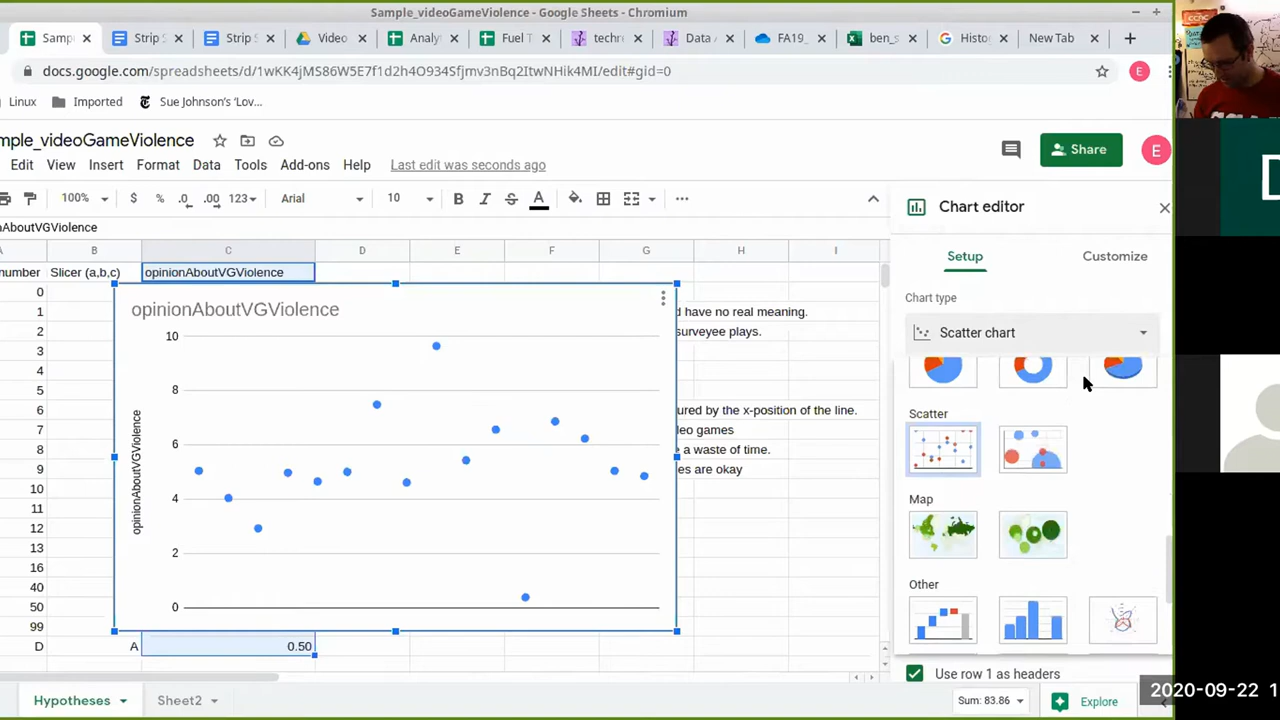 Sample_videoGameViolence - Google Sheets - Chromium
Samp Strip S Strip S Video Analy Fuel T techr Data A FA19_ ben_s Histo New Tab
docs.google.com/spreadsheets/d/1wKK4jMS86W5E7f1d2h4O934Sfjmv3nBq2ItwNHik4MI/edit#gid=0 E
Linux Imported Sue Johnson's 'Lov...
mple_videoGameViolence
Edit View Insert Format Data Tools Add-ons Help Last edit was seconds ago Share E
100% $ % .0 .00 123 Arial 10 B I S A
nAboutVGViolence
A B C D E F G H I
number Slicer (a,b,c) opinionAboutVGViolence
0
1 d have no real meaning.
2 surveyee plays.
3
4
5
6 ured by the x-position of the line.
7 leo games
8 a waste of time.
9 es are okay
10
11
12
13
16
40
50
99
D A 0.50
opinionAboutVGViolence
opinionAboutVGViolence
10
8
6
4
2
0
Chart editor
Setup Customize
Chart type
Scatter chart
Scatter
Map
Other
Use row 1 as headers
Hypotheses Sheet2 Sum: 83.86 Explore
2020-09-22 1
D